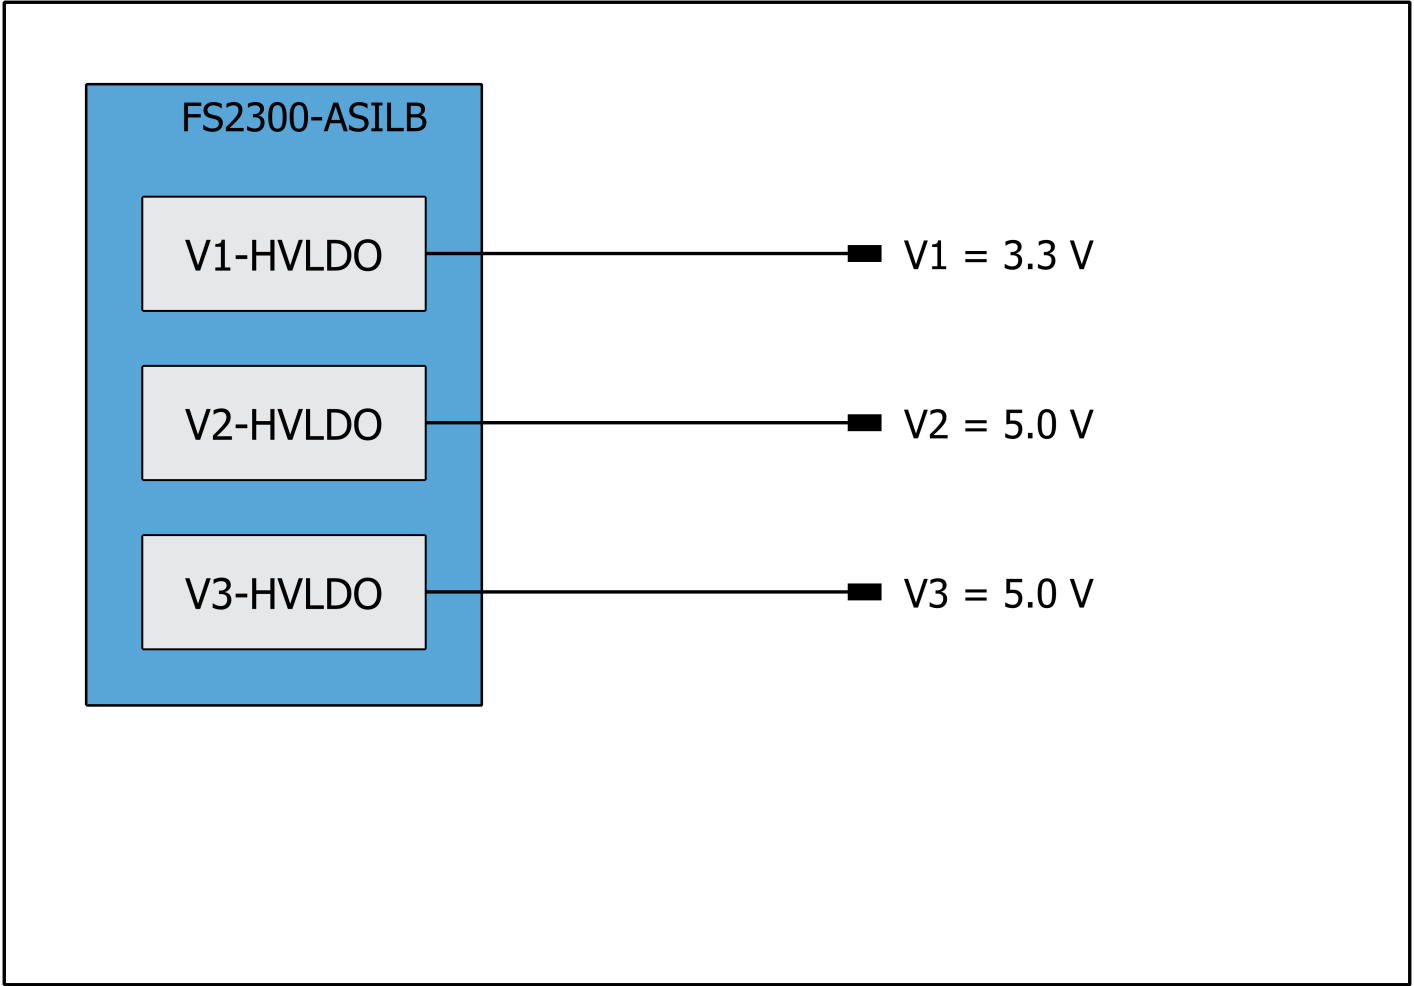 FS2300-ASILB
V1-HVLDO
V1 = 3.3 V
V2-HVLDO
V2 = 5.0 V
V3-HVLDO
V3 = 5.0 V